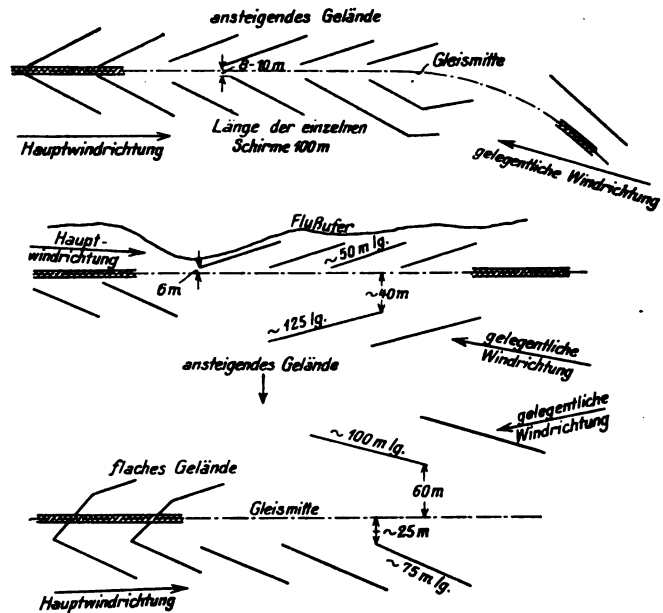 ansteigendes Gelände
8-10m
Gleismitte
Länge der einzelnen
Schirme 100m
Hauptwindrichtung
gelegentliche Windrichtung
Flußufer
Haupt-
windrichtung
~50m lg.
6m
~40m
~125 lg.
ansteigendes Gelände
gelegentliche
Windrichtung
gelegentliche
Windrichtung
~100m lg.
flaches Gelände
60m
Gleismitte
~25m
~75m lg.
Hauptwindrichtung